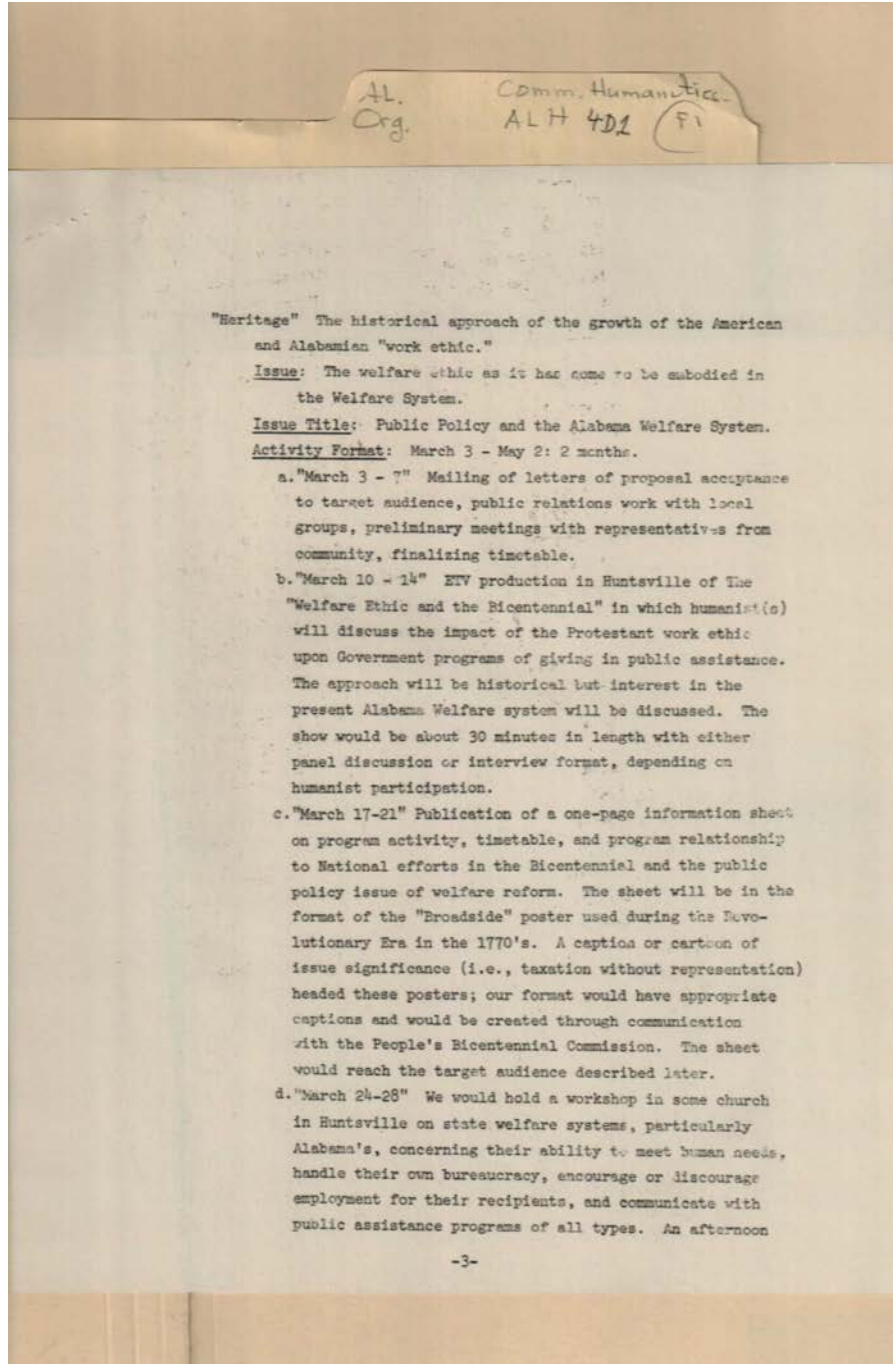 AL. Comm. Humanities
Org. ALH 4D1 F1
"Heritage" The historical approach of the growth of the American
and Alabamian "work ethic."
Issue: The welfare ethic as it has come to be embodied in
the Welfare System.
Issue Title: Public Policy and the Alabama Welfare System.
Activity Format: March 3 - May 2: 2 months.
a."March 3 - 7" Mailing of letters of proposal acceptance
to target audience, public relations work with local
groups, preliminary meetings with representatives from
community, finalizing timetable.
b."March 10 - 14" ETV production in Huntsville of The
"Welfare Ethic and the Bicentennial" in which humanist(s)
will discuss the impact of the Protestant work ethic
upon Government programs of giving in public assistance.
The approach will be historical but interest in the
present Alabama Welfare system will be discussed. The
show would be about 30 minutes in length with either
panel discussion or interview format, depending on
humanist participation.
c."March 17-21" Publication of a one-page information sheet
on program activity, timetable, and program relationship
to National efforts in the Bicentennial and the public
policy issue of welfare reform. The sheet will be in the
format of the "Broadside" poster used during the Revo-
lutionary Era in the 1770's. A caption or cartoon of
issue significance (i.e., taxation without representation)
headed these posters; our format would have appropriate
captions and would be created through communication
with the People's Bicentennial Commission. The sheet
would reach the target audience described later.
d."March 24-28" We would hold a workshop in some church
in Huntsville on state welfare systems, particularly
Alabama's, concerning their ability to meet human needs,
handle their own bureaucracy, encourage or discourage
employment for their recipients, and communicate with
public assistance programs of all types. An afternoon
-3-